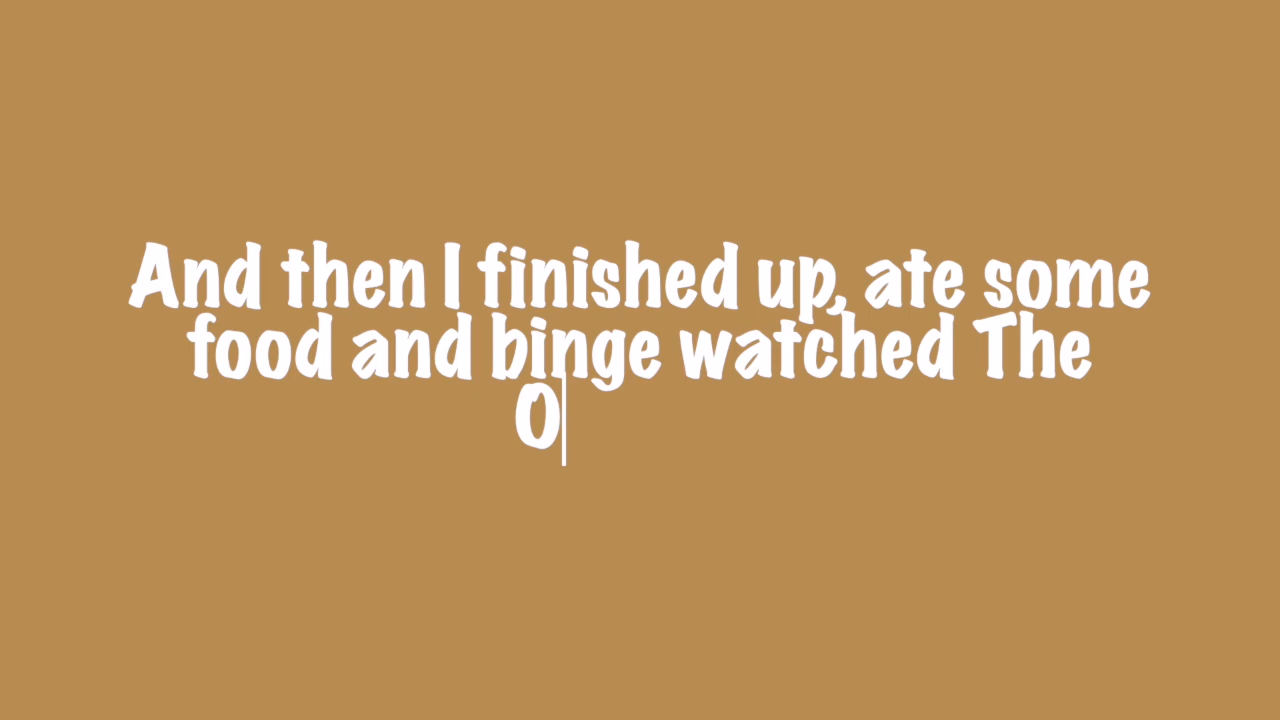 And then I finished up, ate some
food and binge watched The
O